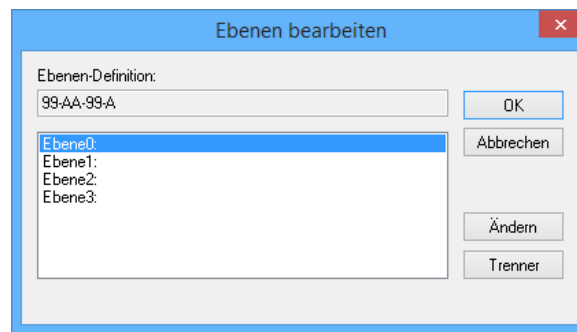 Ebenen bearbeiten
Ebenen-Definition:
99-AA-99-A
OK
Ebene0:
Abbrechen
Ebene1:
Ebene2:
Ebene3:
Ändern
Trenner